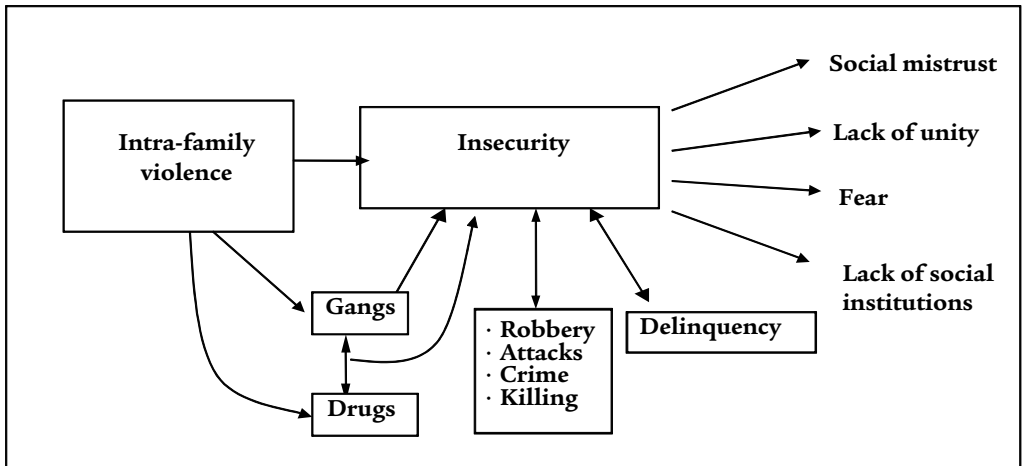 Intra-family
violence
Insecurity
Social mistrust
Lack of unity
Fear
Lack of social
institutions
Gangs
Drugs
· Robbery
· Attacks
· Crime
· Killing
Delinquency